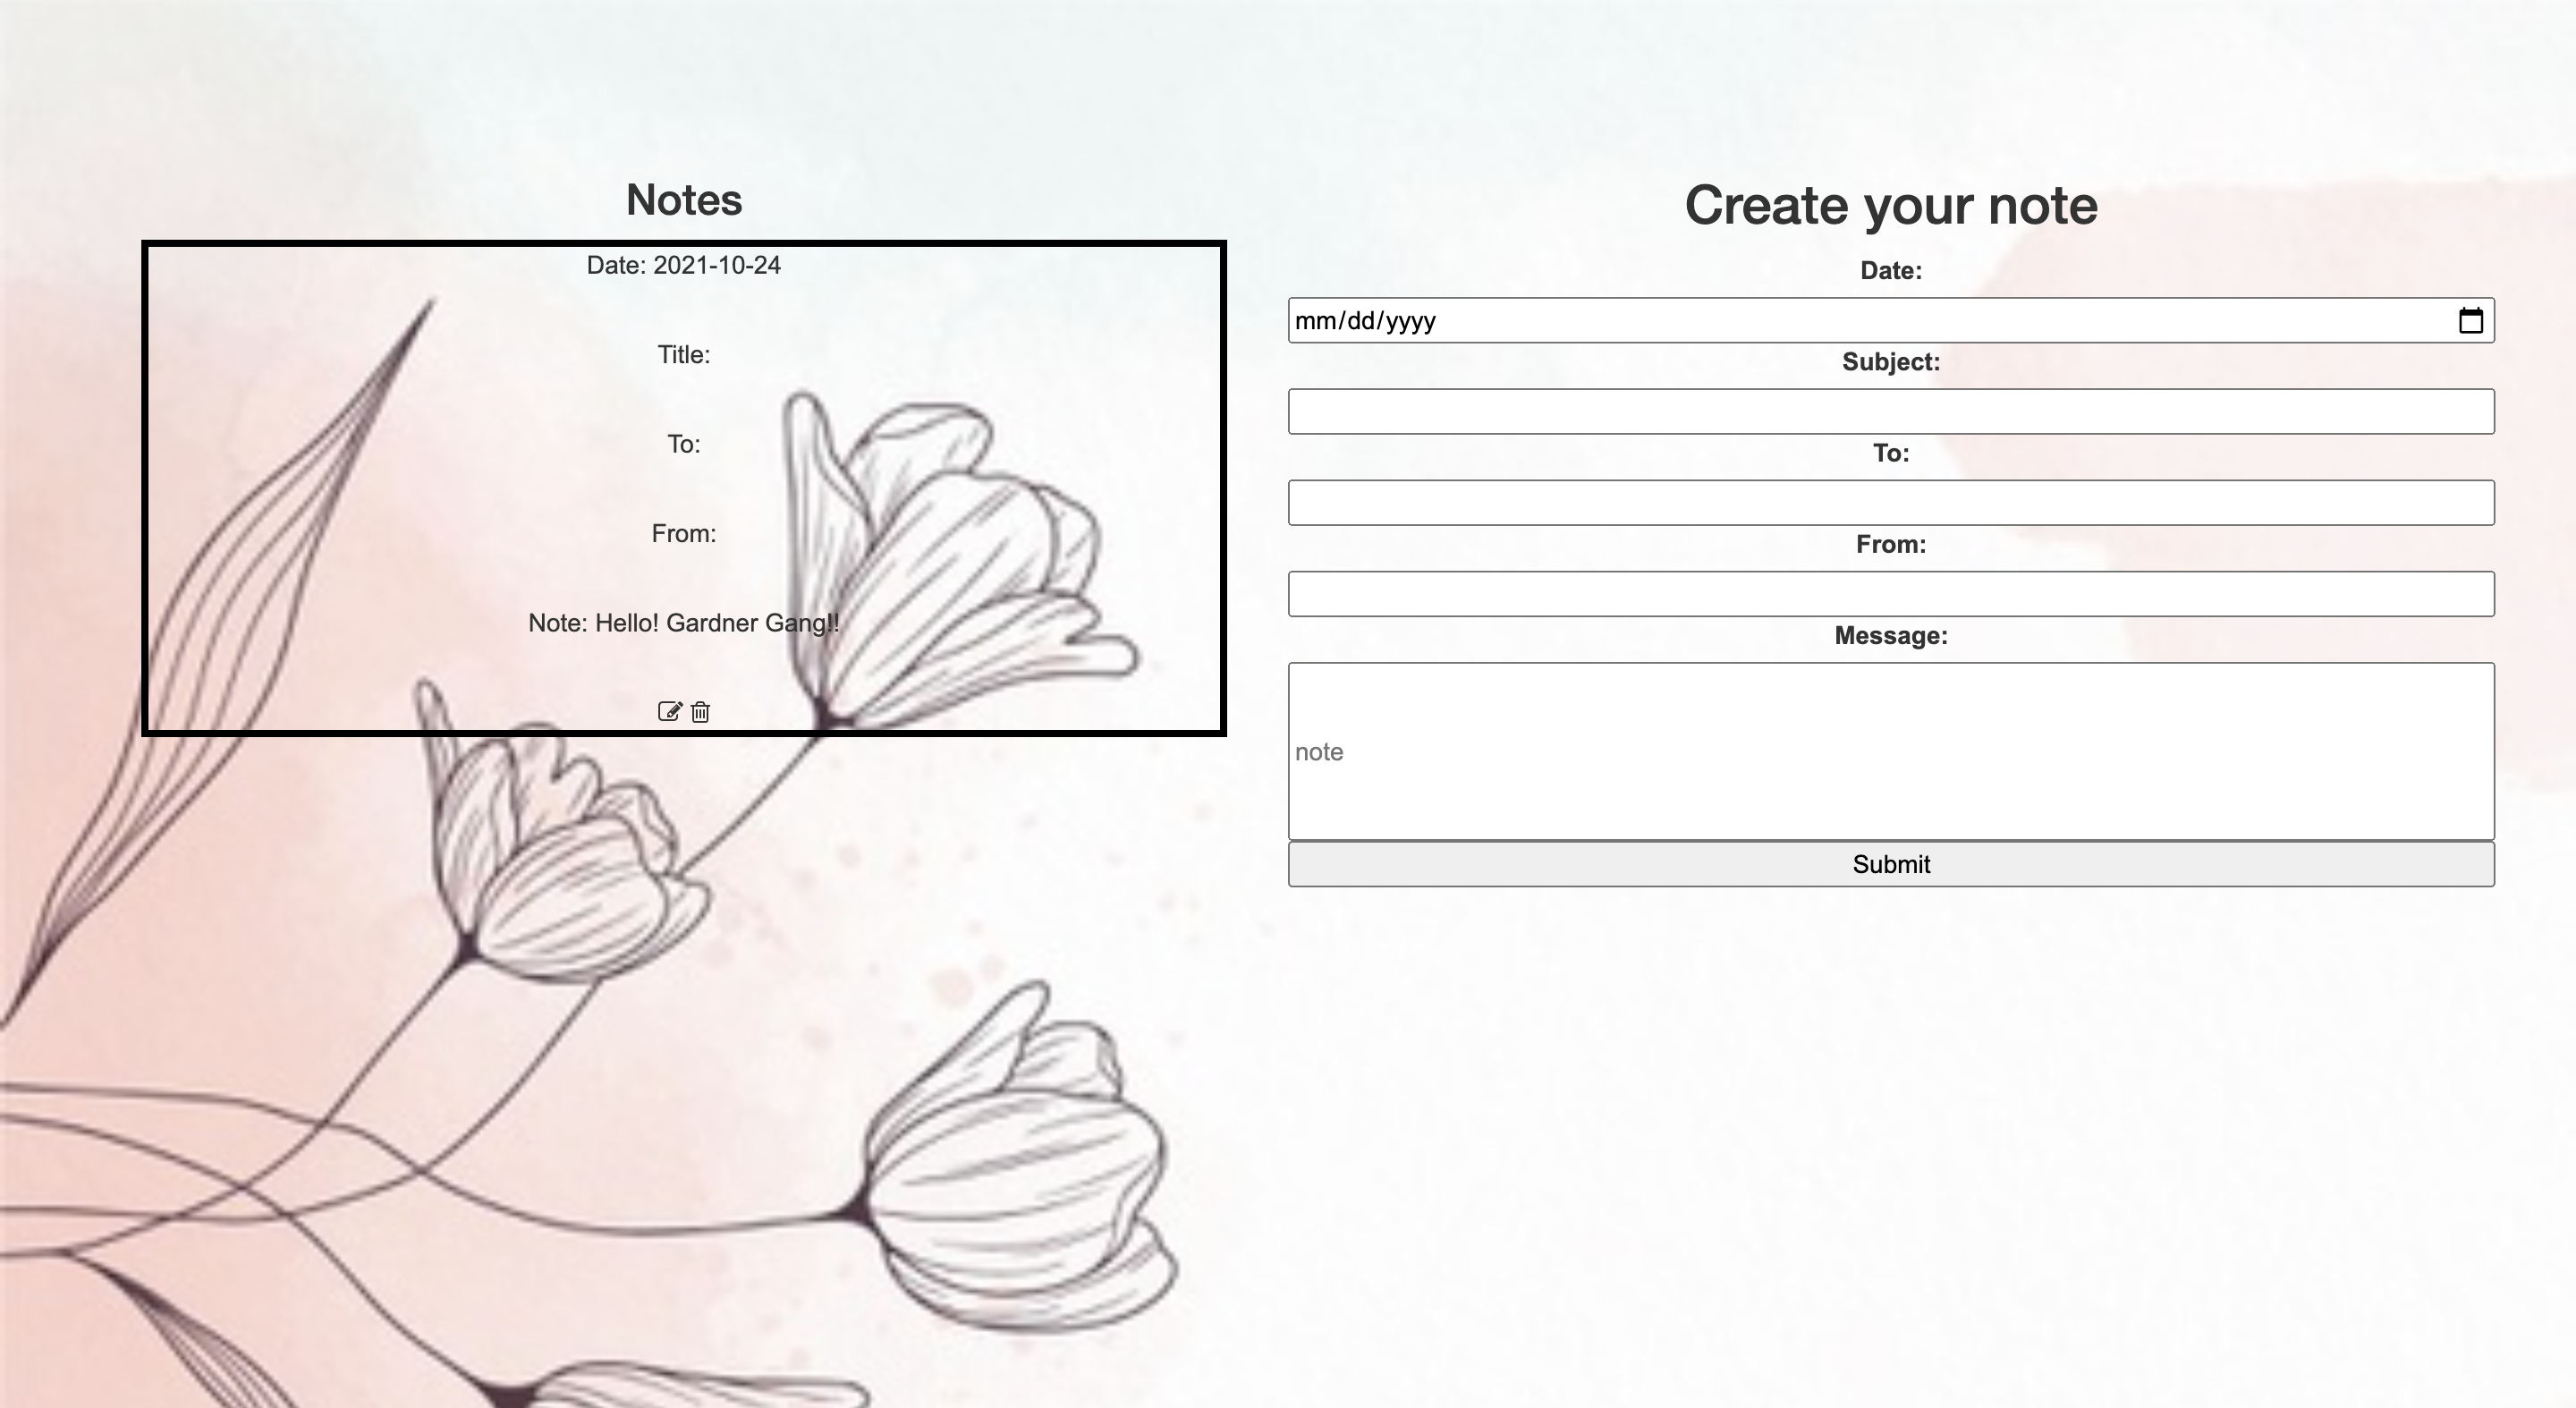 Notes
Date: 2021-10-24
Title:
To:
From:
Note: Hello! Gardner Gang!!
Create your note
Date:
mm/dd/yyyy
Subject:
To:
From:
Message:
note
Submit